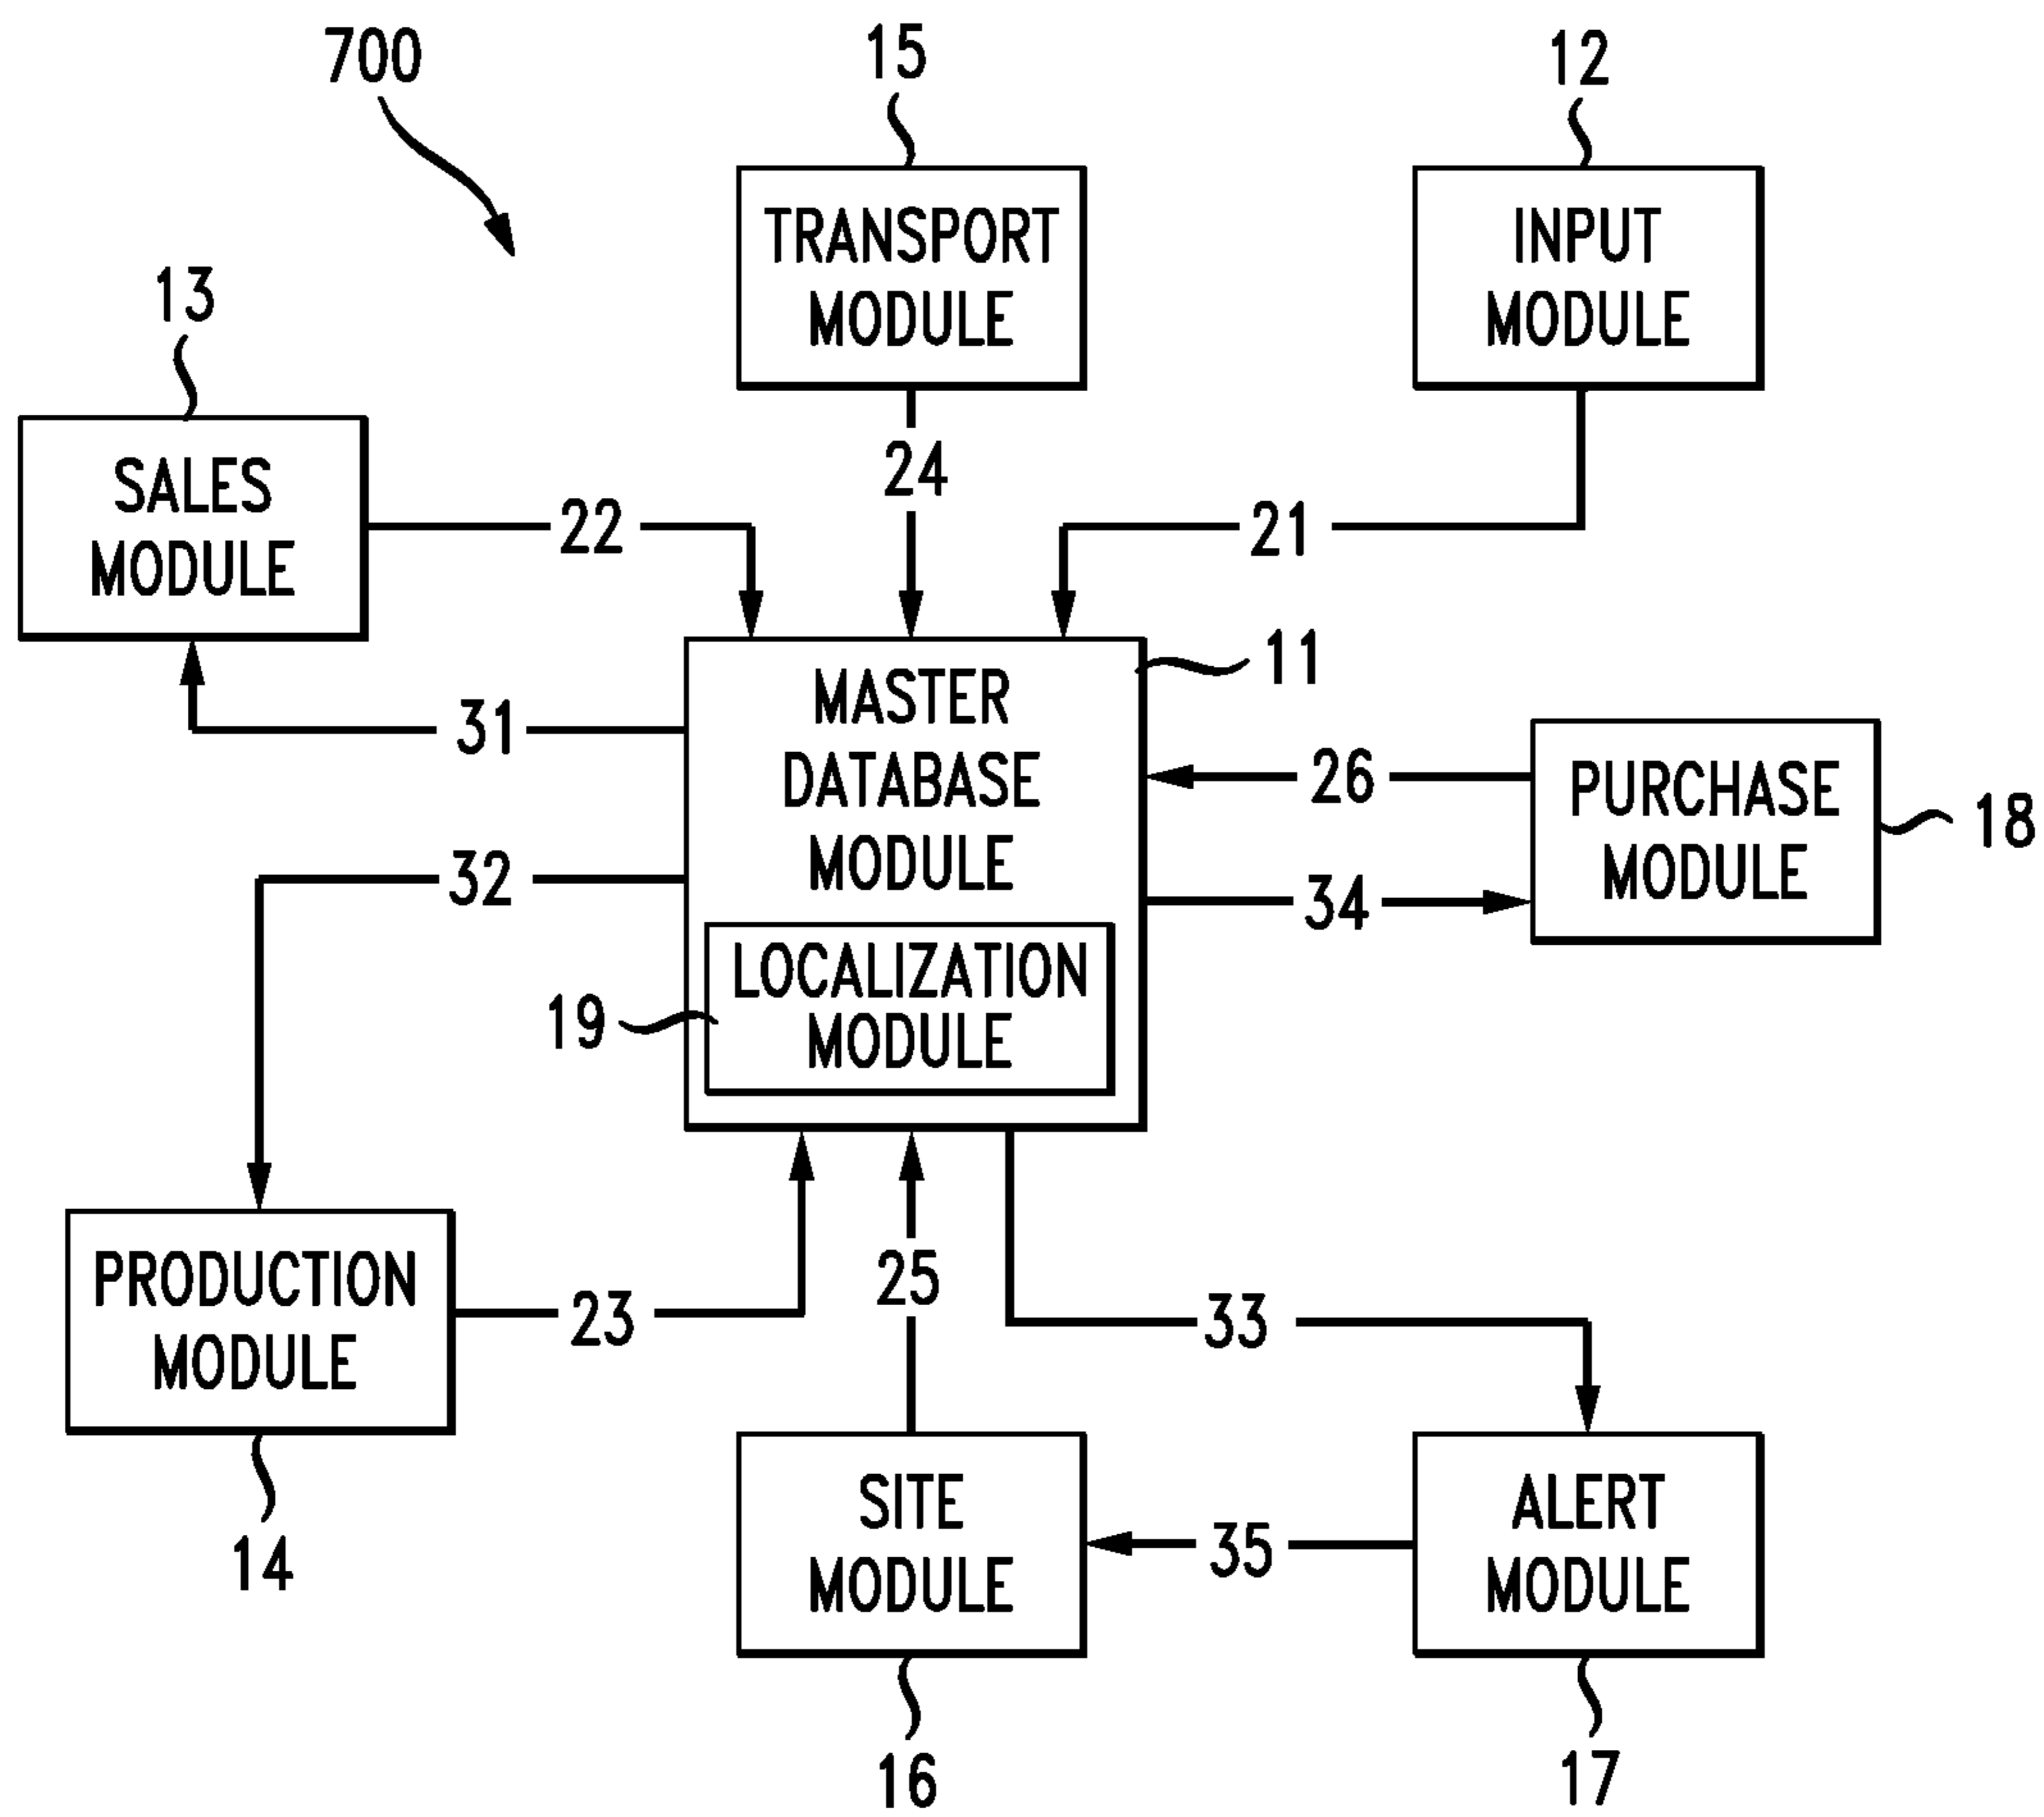 700
15
12
TRANSPORT
MODULE
INPUT
MODULE
13
SALES
MODULE
24
22
21
11
MASTER
DATABASE
MODULE
31
26
PURCHASE
MODULE
18
32
34
LOCALIZATION
MODULE
19
PRODUCTION
MODULE
25
23
33
14
SITE
MODULE
35
ALERT
MODULE
16
17